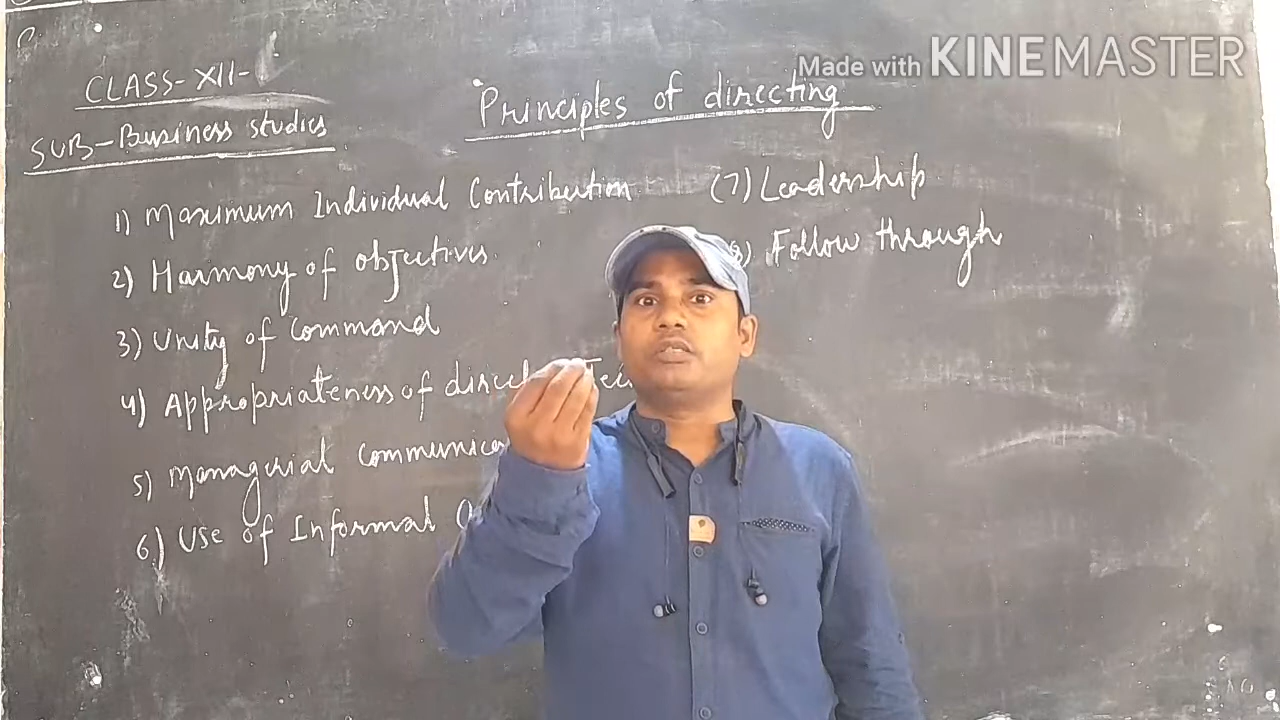 Made with KINEMASTER
CLASS-XII-
SUB-Business studies
Principles of directing
1) Maximum Individual Contribution
2) Harmony of objectives.
3) Unity of Command
4) Appropriateness of
5) Managerial
6) Use of Informal
(7) Leadership
8) Follow through